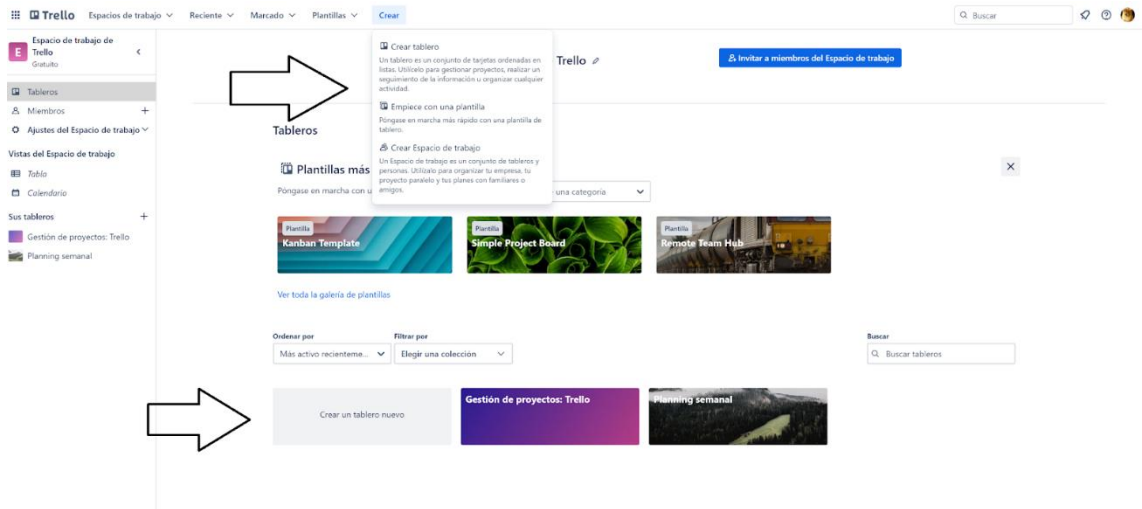 Trello
Espacios de trabajo
Reciente
Marcado
Plantillas
Crear
Buscar
E
Espacio de trabajo de
Trello
Gratuito
Tableros
Miembros
Ajustes del Espacio de trabajo
Vistas del Espacio de trabajo
Tabla
Calendario
Sus tableros
Gestión de proyectos: Trello
Planning semanal
Crear tablero
Un tablero es un conjunto de tarjetas ordenadas en
listas. Utilícelo para gestionar proyectos, realizar un
seguimiento de la información u organizar cualquier
actividad.
Empiece con una plantilla
Póngase en marcha más rápido con una plantilla de
tablero.
Crear Espacio de trabajo
Un Espacio de trabajo es un conjunto de tableros y
personas. Utilízalo para organizar tu empresa, tu
proyecto paralelo y tus planes con familiares o
amigos.
Trello
Invitar a miembros del Espacio de trabajo
Tableros
Plantillas más
Póngase en marcha con u
una categoría
Plantilla
Kanban Template
Plantilla
Simple Project Board
Plantilla
Remote Team Hub
Ver toda la galería de plantillas
Ordenar por
Más activo recienteme...
Filtrar por
Elegir una colección
Buscar
Buscar tableros
Crear un tablero nuevo
Gestión de proyectos: Trello
Planning semanal